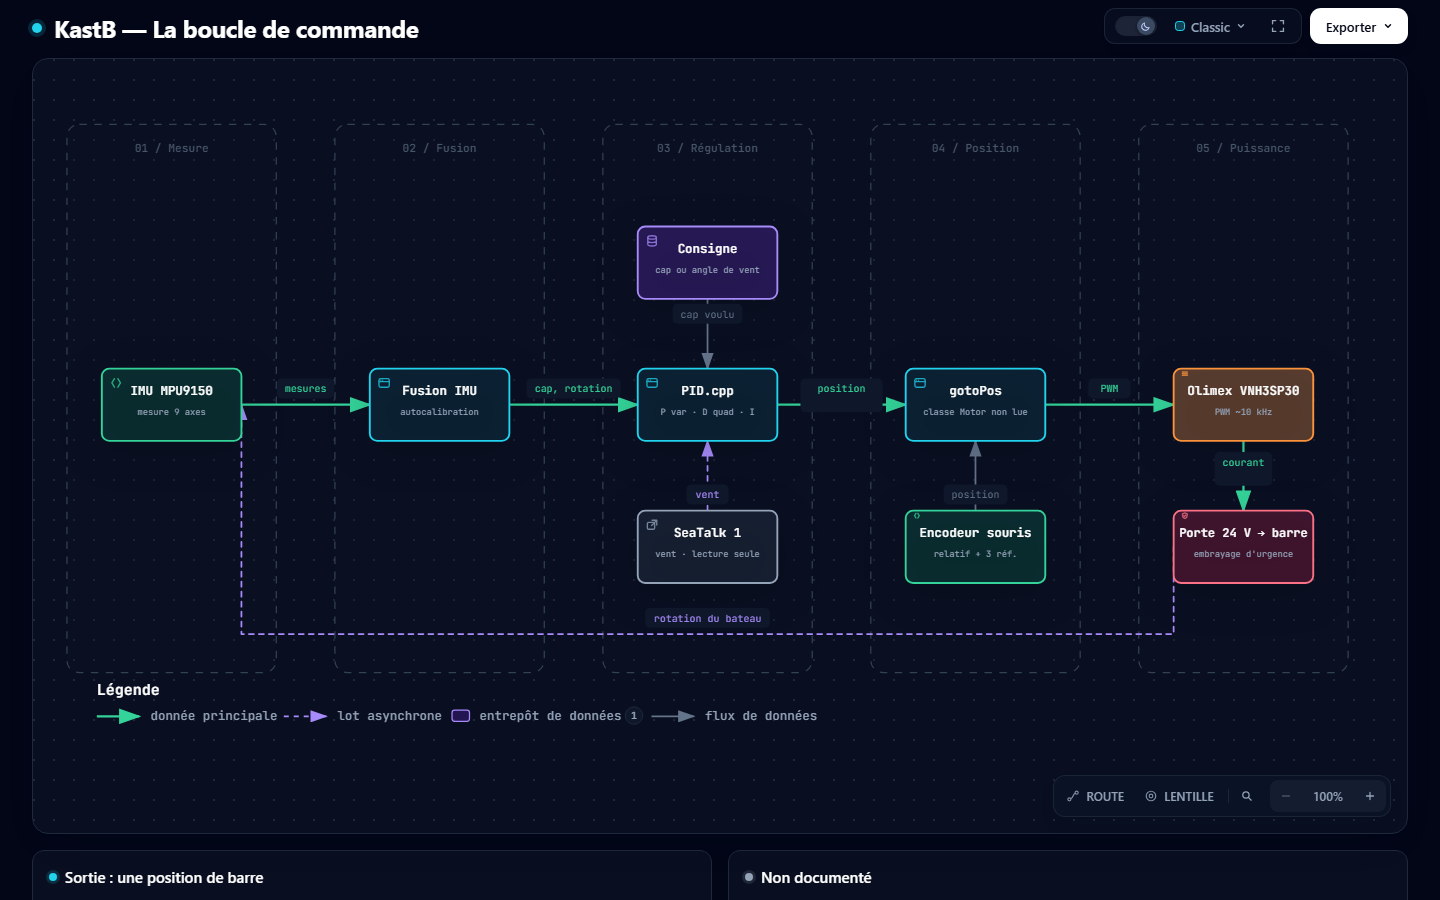 KastB — La boucle de commande
Classic
Exporter
01 / Mesure
02 / Fusion
03 / Régulation
04 / Position
05 / Puissance
Consigne
cap ou angle de vent
cap voulu
IMU MPU9150
mesure 9 axes
mesures
Fusion IMU
autocalibration
cap, rotation
PID.cpp
P var · D quad · I
position
gotoPos
classe Motor non lue
PWM
Olimex VNH3SP30
PWM ~10 kHz
courant
vent
position
SeaTalk 1
vent · lecture seule
Encodeur souris
relatif + 3 réf.
Porte 24 V → barre
embrayage d'urgence
rotation du bateau
Légende
donnée principale
lot asynchrone
entrepôt de données 1
flux de données
ROUTE
LENTILLE
100%
Sortie : une position de barre
Non documenté